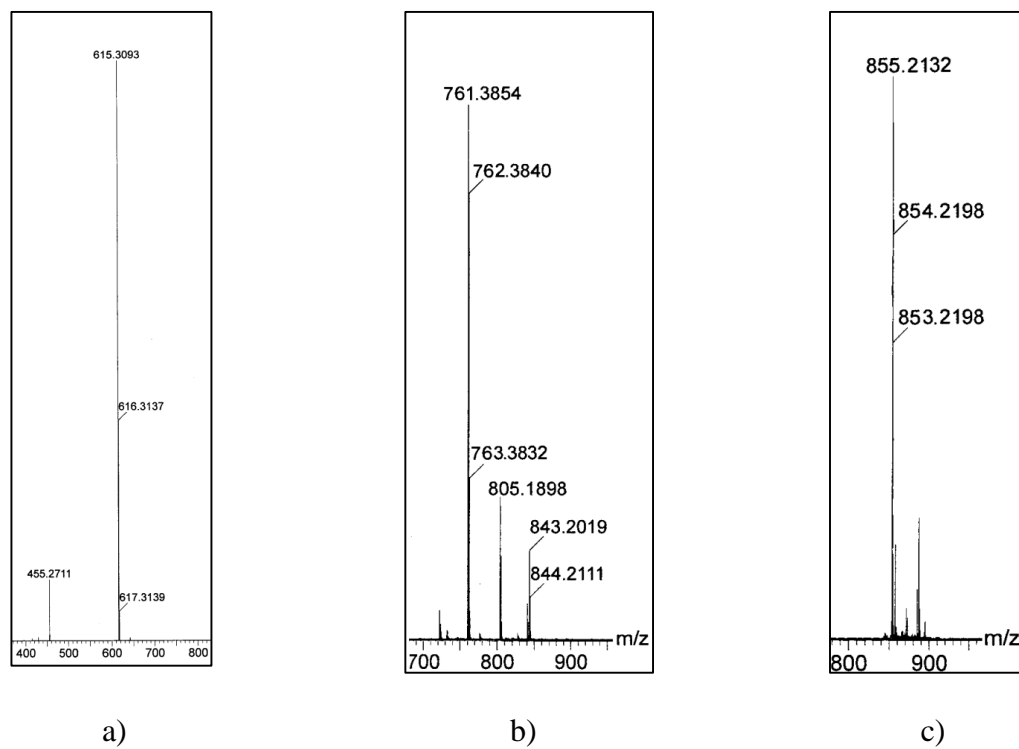 615.3093
616.3137
455.2711
617.3139
400 500 600 700 800
a)
761.3854
762.3840
763.3832
805.1898
843.2019
844.2111
m/z
700 800 900
b)
855.2132
854.2198
853.2198
m/z
800 900
c)